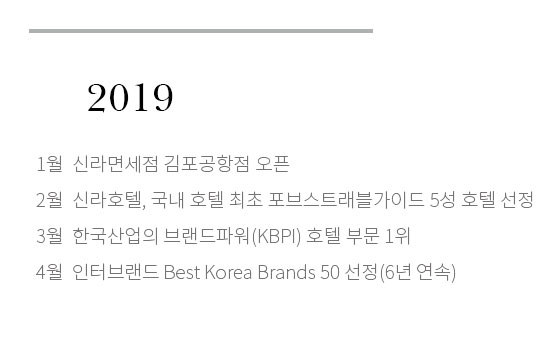 2019
1월 신라면세점 김포공항점 오픈
2월 신라호텔, 국내 호텔 최초 포브스트래블가이드 5성 호텔 선정
3월 한국산업의 브랜드파워(KBPI) 호텔 부문 1위
4월 인터브랜드 Best Korea Brands 50 선정(6년 연속)